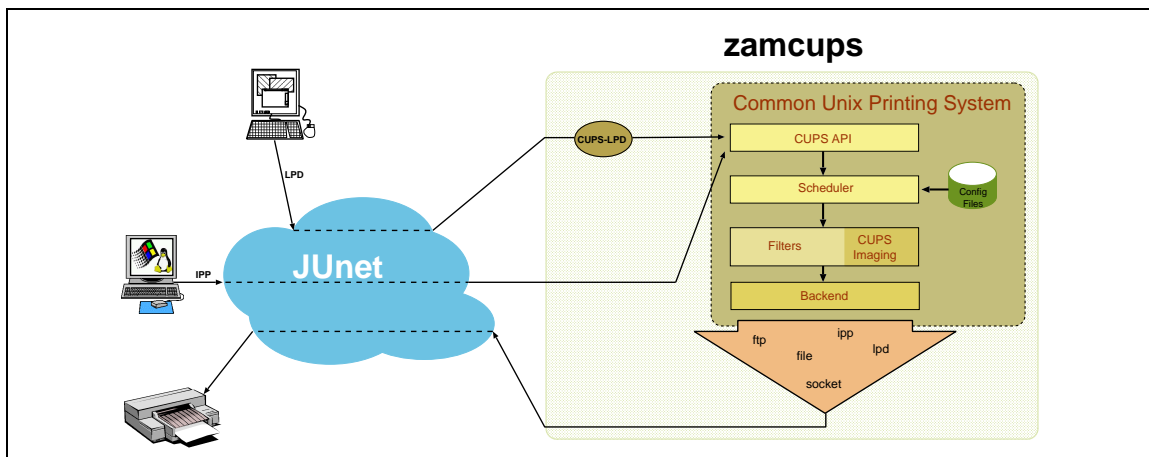 zamcups
Common Unix Printing System
CUPS-LPD
CUPS API
LPD
Scheduler
Config
Files
JUnet
Filters
CUPS
Imaging
IPP
Backend
ftp
ipp
file
lpd
socket